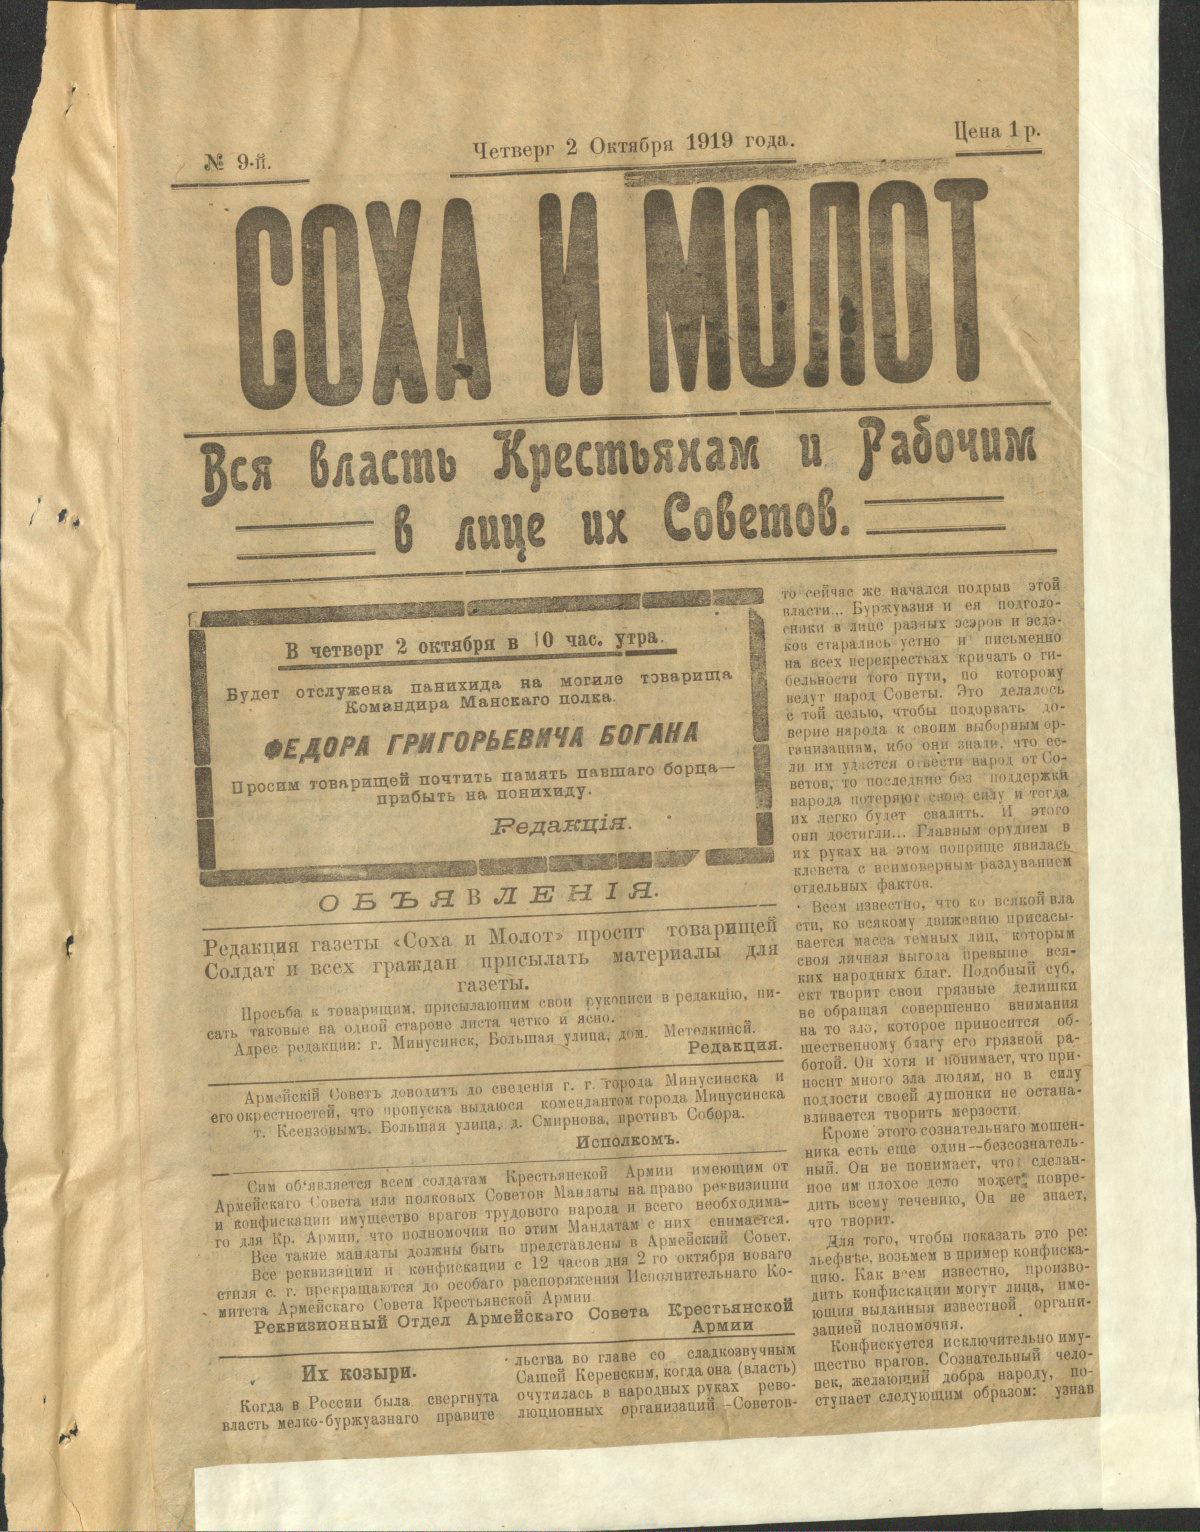 № 9-й.
Четверг 2 Октября 1919 года.
Цена 1 р.
СОХА И МОЛОТ
Вся власть Крестьянам и Рабочим
в лице их Советов.
В четверг 2 октября в 10 час. утра.
Будет отслужена панихида на могиле товарища
Командира Манскаго полка.
ФЕДОРА ГРИГОРЬЕВИЧА БОГАНА
Просим товарищей почтить память павшаго борца—
прибыть на понихиду.
Редакція.
ОБЪЯВЛЕНІЯ.
Редакция газеты «Соха и Молот» просит товарищей
Солдат и всех граждан присылать материалы для
газеты.
Просьба к товарищим, присылающим свои рукописи в редакцію, пи-
сать таковые на одной стороне листа четко и ясно.
Адрес редакции: г. Минусинск, Большая улица, дом. Метелкиной.
Редакция.
Армейскій Совет доводитъ до сведенія г. г. города Минусинска и
его окрестностей, что пропуска выдаюся комендантом города Минусинска
т. Ксензовымъ. Большая улица, д. Смирнова, противъ Собора.
Исполкомъ.
Сим об‘является всем солдатам Крестьянской Армии имеющим от
Армейскаго Совета или полковых Советов Мандаты на право реквизиции
и конфискации имущество врагов трудового народа и всего необходима-
го для Кр. Армии, что полномочии по этим Мандатам с них снимается.
Все такие мандаты должны быть представлены в Армейский Совет.
Все реквизиции и конфискации с 12 часов дня 2 го октября новаго
стиля с. г. прекращаются до особаго распоряжения Исполнительнаго Ко-
митета Армейскаго Совета Крестьянской Армии
Реквизионный Отдел Армейскаго Совета Крестьянской
Армии
Их козыри.
Когда в России была свергнута
власть мелко-буржуазнаго правите
льства во главе со сладкозвучным
Сашей Керенским, когда она (власть)
очутилась в народных руках рево-
люционных организаций—Советов-
то сейчас же начался подрыв этой
власти... Буржуазия и ея подголо-
сники в лице разных эсэров и эсдэ-
ков старались устно и письменно
на всех перекрестках кричать о ги-
бельности того пути, по которому
ведут народ Советы. Это делалось
с той целью, чтобы подорвать до-
верие народа к своим выборным ор-
ганизациям, ибо они знали, что ес-
ли им удастся отвести народ от Со-
ветов, то последние без поддержки
народа потеряют свою силу и тогда
их легко будет свалить. И этого
они достигли... Главным орудием в
их руках на этом поприще явилась
клевета с неимоверным раздуванием
отдельных фактов.
Всем известно, что ко всякой вла
сти, ко всякому движению присасы-
вается масса темных лиц, которым
своя личная выгода превыше вся-
ких народных благ. Подобный суб,
ект творит свои грязные делишки
не обращая совершенно внимания
на то зло, которое приносится об-
щественному благу его грязной ра-
ботой. Он хотя и понимает, что при-
носит много зла людям, но в силу
подлости своей душонки не остана-
вливается творить мерзости
Кроме этого сознательнаго мошен-
ника есть еще один—безсознатель-
ный. Он не понимает, что сделан-
ное им плохое дело может повре-
дить всему течению, Он не знает,
что творит.
Для того, чтобы показать это ре:
льефнѣе, возьмем в пример конфиска-
цию. Как всем известно, произво-
дить конфискации могут лица, име-
ющия выданныя известной органи-
зацией полномочия.
Конфискуется исключительно иму-
щество врагов. Сознательный чело-
век, желающий добра народу, по-
ступает следующим образом: узнав